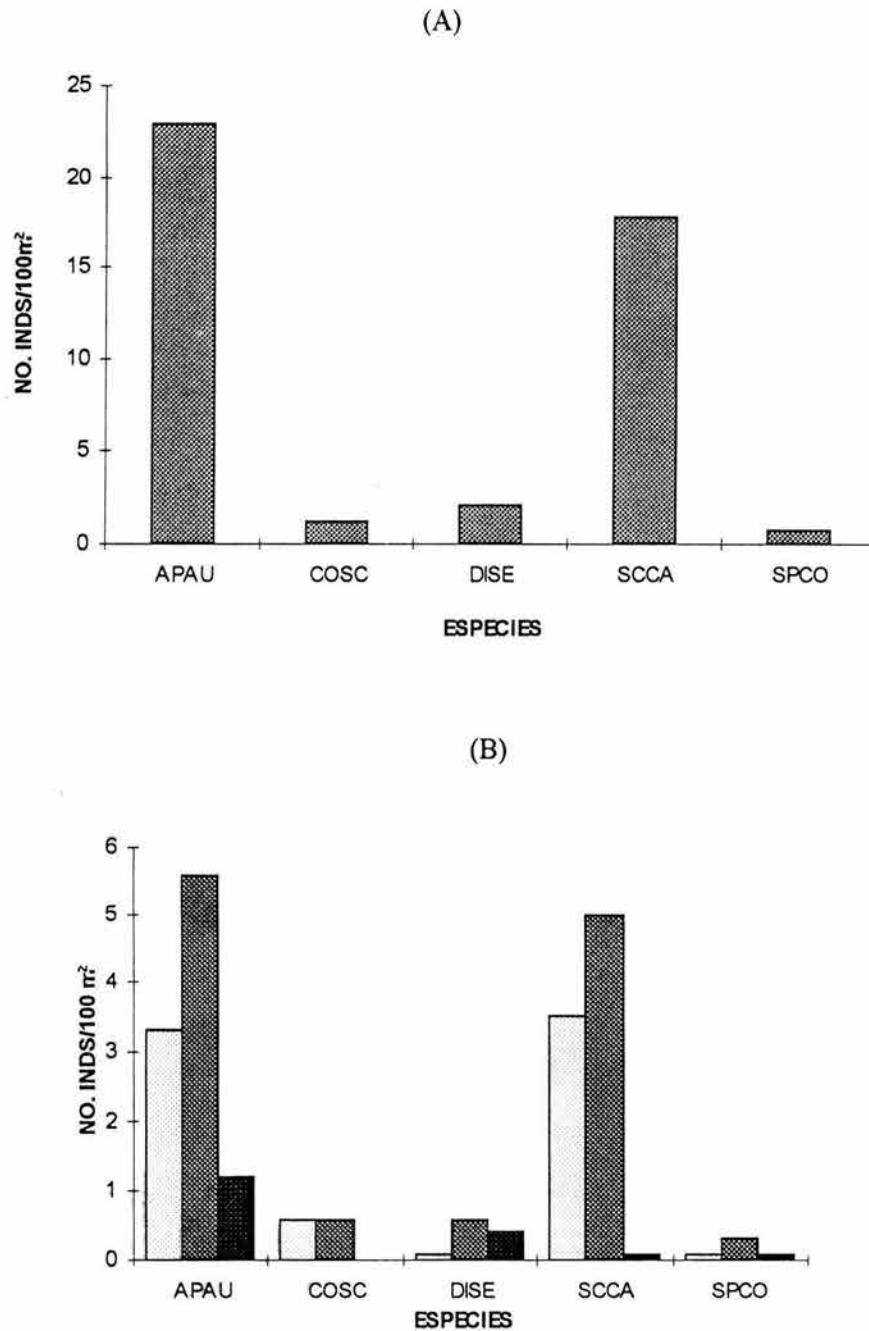 (A)
25
20
15
10
5
0
NO. INDS/100m²
APAU COSC DISE SCCA SPCO
ESPECIES
(B)
6
5
4
3
2
1
0
NO. INDS/100 m²
APAU COSC DISE SCCA SPCO
ESPECIES